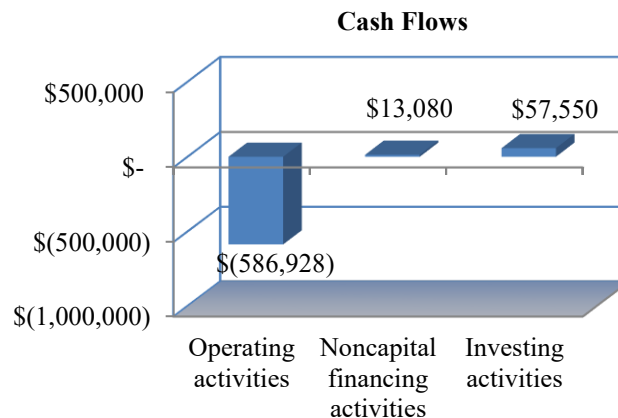 Cash Flows
$500,000
$-
$(500,000)
$(1,000,000)
$13,080
$57,550
$(586,928)
Operating
activities
Noncapital
financing
activities
Investing
activities